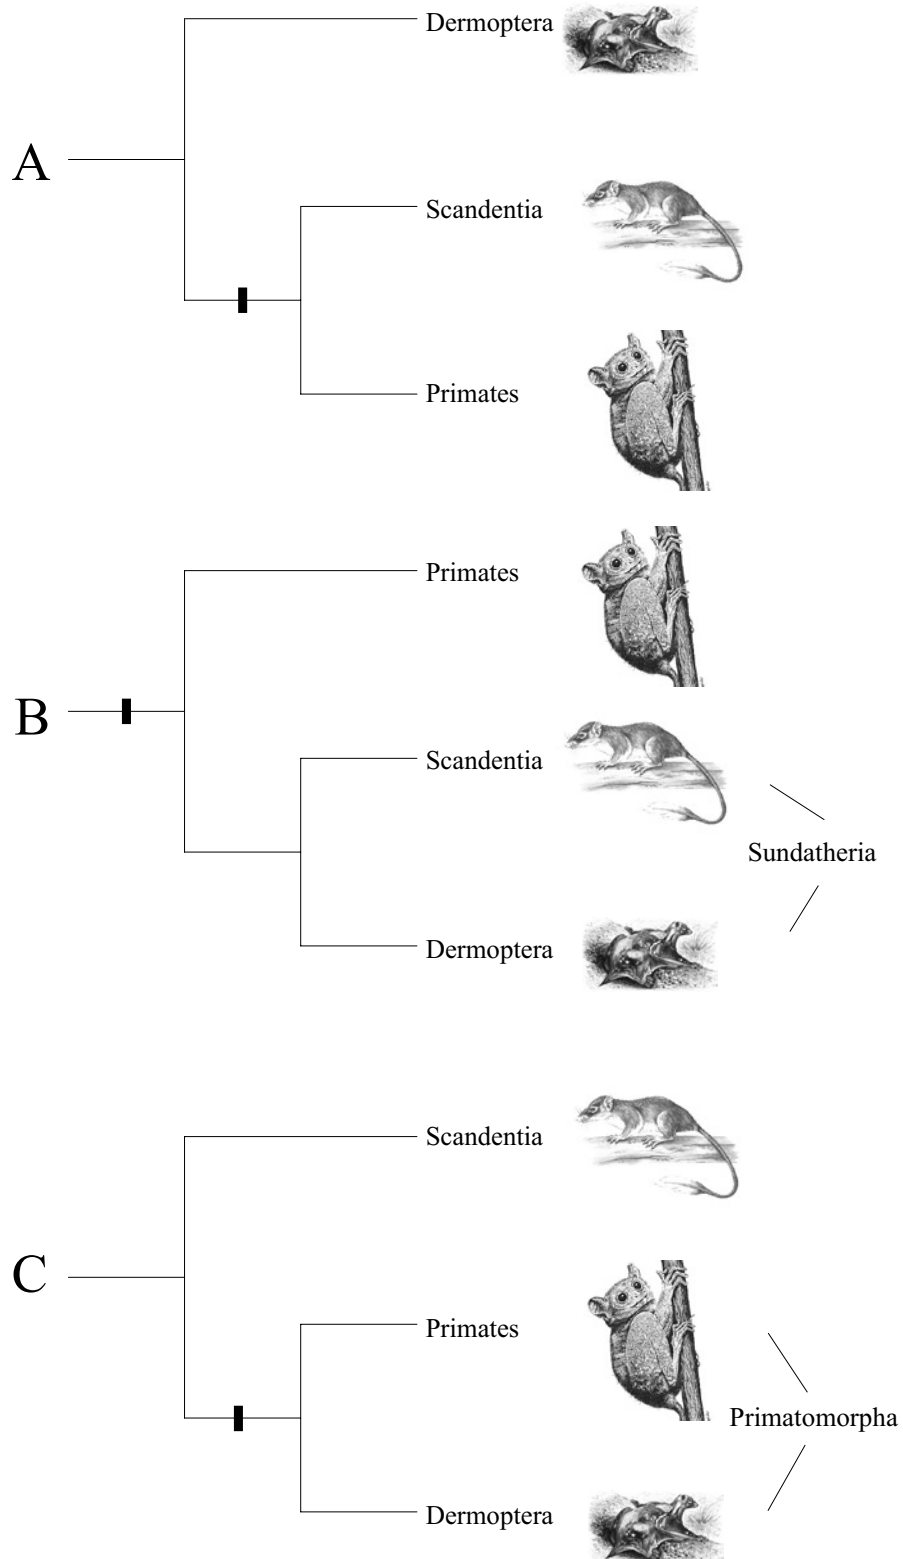 Dermoptera
A
Scandentia
Primates
Primates
B
Scandentia
Sundatheria
Dermoptera
Scandentia
C
Primates
Primatomorpha
Dermoptera